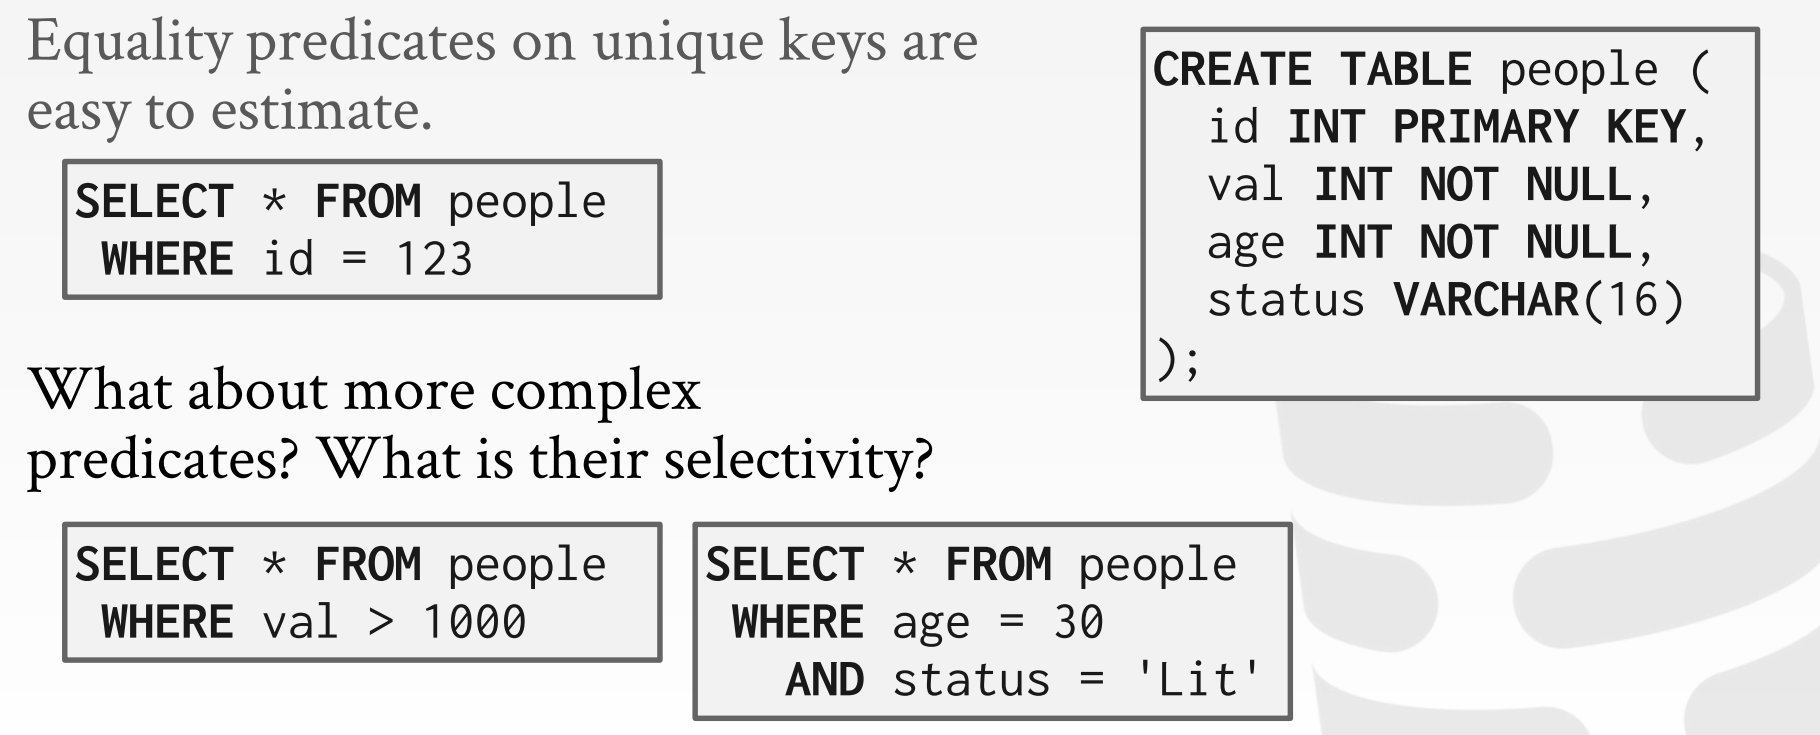 Equality predicates on unique keys are
easy to estimate.
SELECT * FROM people
WHERE id = 123
CREATE TABLE people (
id INT PRIMARY KEY,
val INT NOT NULL,
age INT NOT NULL,
status VARCHAR(16)
);
What about more complex
predicates? What is their selectivity?
SELECT * FROM people
WHERE val > 1000
SELECT * FROM people
WHERE age = 30
AND status = 'Lit'